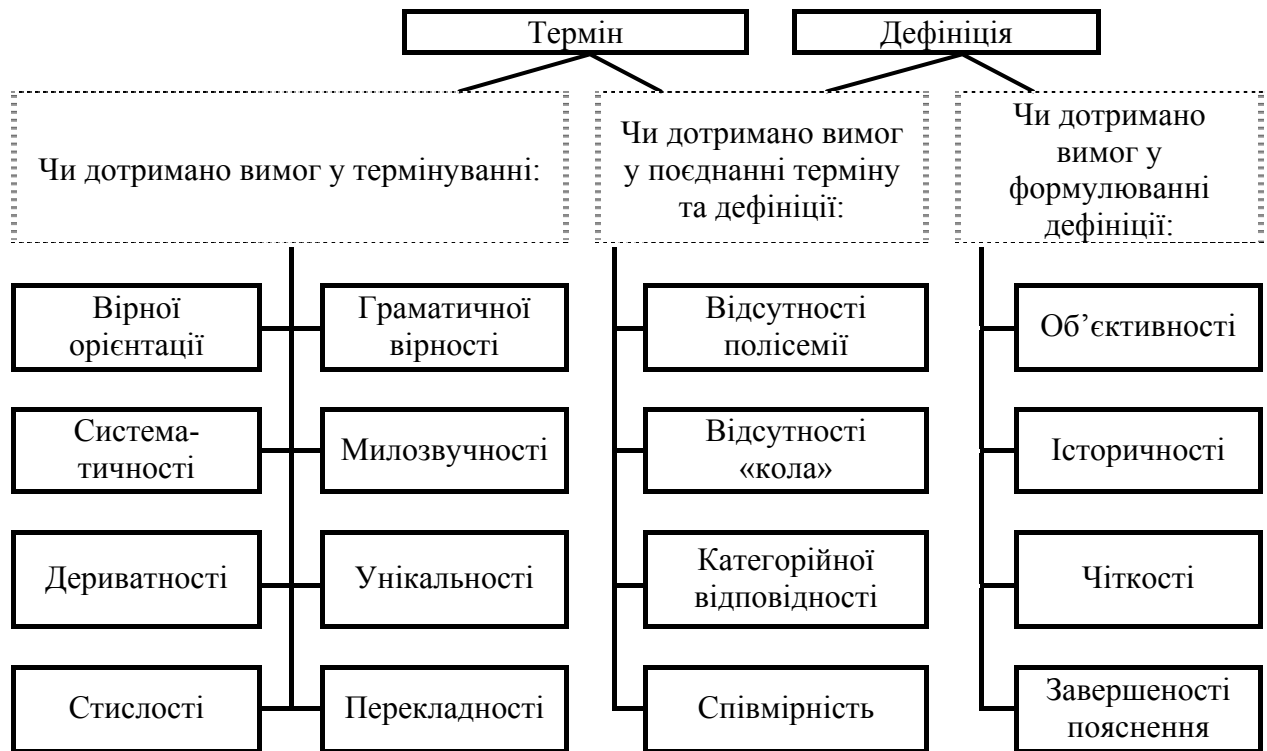 Термін
Дефініція
Чи дотримано вимог у термінуванні:
Чи дотримано вимог
у поєднанні терміну
та дефініції:
Чи дотримано
вимог у
формулюванні
дефініції:
Вірної
орієнтації
Граматичної
вірності
Відсутності
полісемії
Об’єктивності
Система-
тичності
Милозвучності
Відсутності
«кола»
Історичності
Дериватності
Унікальності
Категорійної
відповідності
Чіткості
Стислості
Перекладності
Співмірність
Завершеності
пояснення